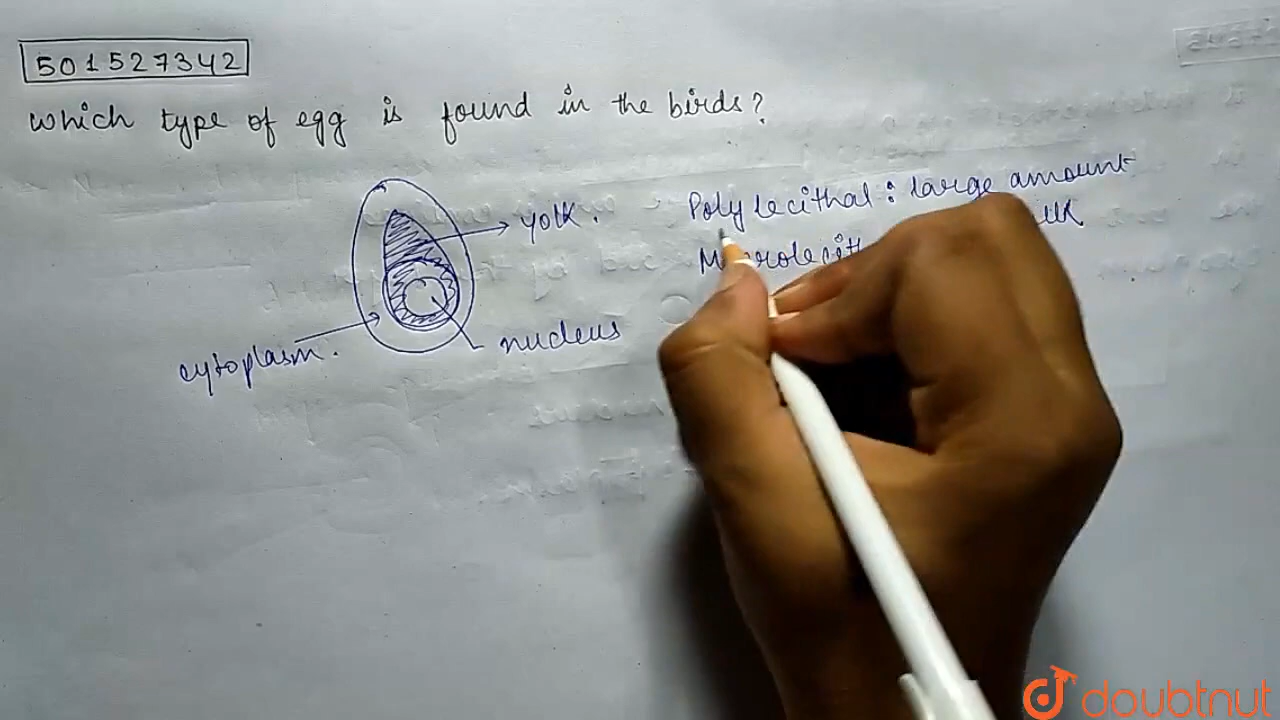 501527342
which type of egg is found in the birds?
yolk.
cytoplasm.
nucleus
Polylecithal : large amount
doubtnut